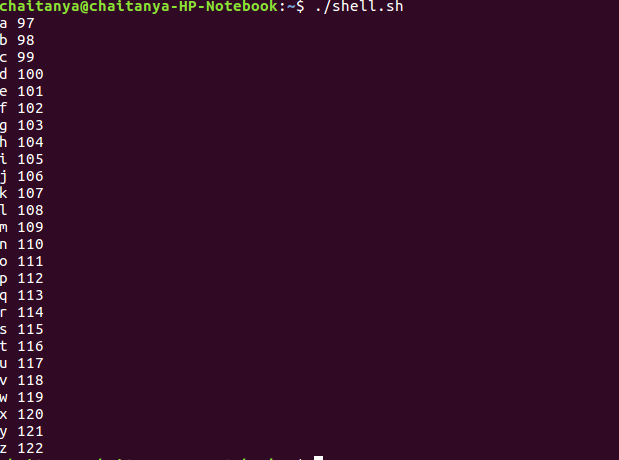 chaitanya@chaitanya-HP-Notebook:~$ ./shell.sh
a 97
b 98
c 99
d 100
e 101
f 102
g 103
h 104
i 105
j 106
k 107
l 108
m 109
n 110
o 111
p 112
q 113
r 114
s 115
t 116
u 117
v 118
w 119
x 120
y 121
z 122